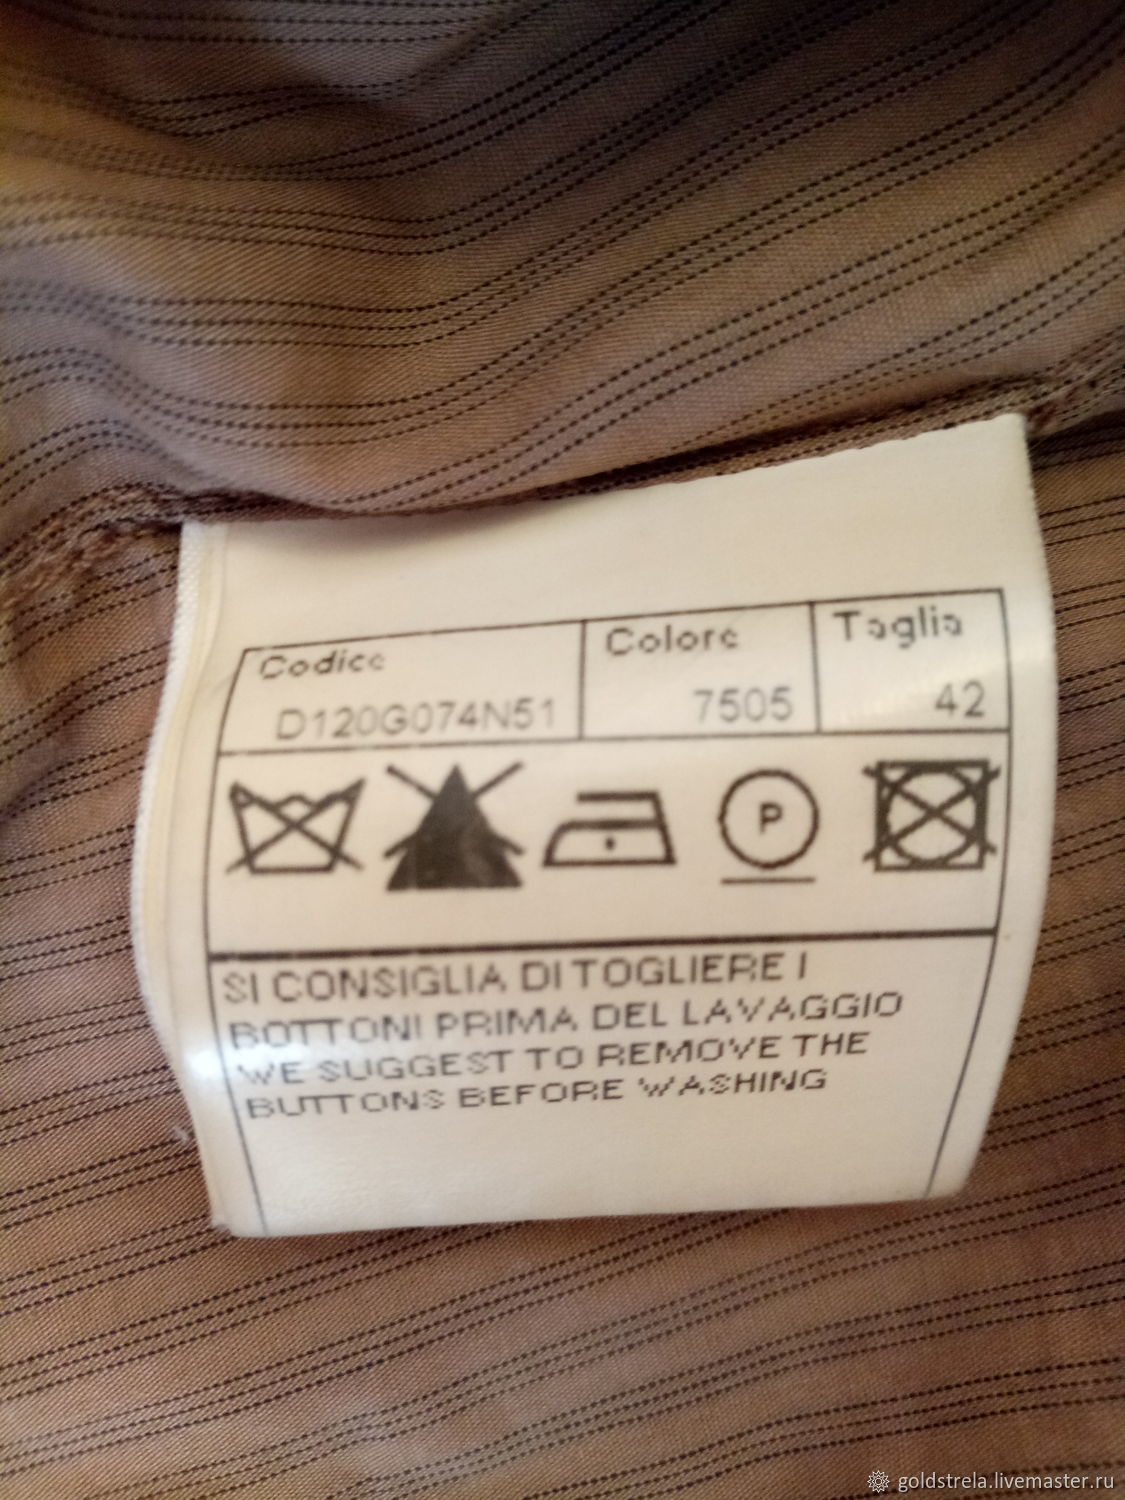 Codice Colore Taglia
D120G074N51 7505 42
P
SI CONSIGLIA DI TOGLIERE I
BOTTONI PRIMA DEL LAVAGGIO
WE SUGGEST TO REMOVE THE
BUTTONS BEFORE WASHING
goldstrela.livemaster.ru